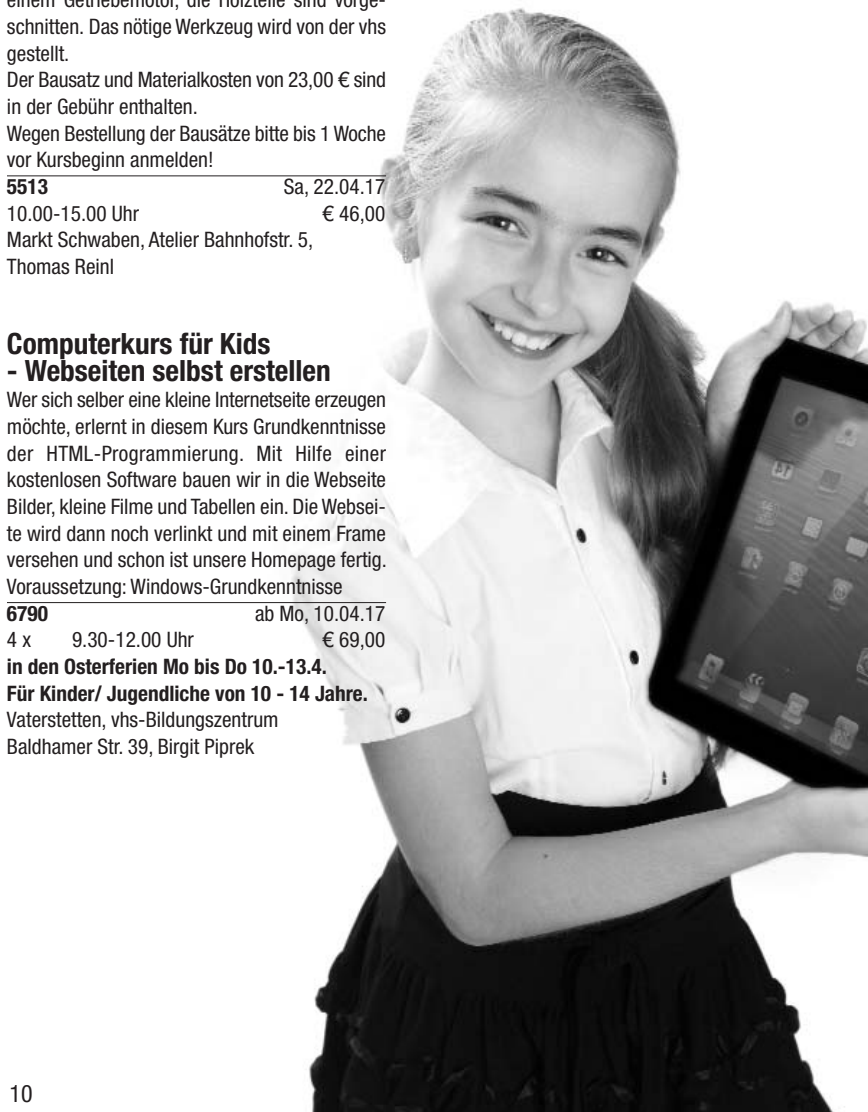 einem Getriebemotor, die Holzteile sind vorge-
schnitten. Das nötige Werkzeug wird von der vhs
gestellt.
Der Bausatz und Materialkosten von 23,00 € sind
in der Gebühr enthalten.
Wegen Bestellung der Bausätze bitte bis 1 Woche
vor Kursbeginn anmelden!
5513 Sa, 22.04.17
10.00-15.00 Uhr € 46,00
Markt Schwaben, Atelier Bahnhofstr. 5,
Thomas Reinl
Computerkurs für Kids
- Webseiten selbst erstellen
Wer sich selber eine kleine Internetseite erzeugen
möchte, erlernt in diesem Kurs Grundkenntnisse
der HTML-Programmierung. Mit Hilfe einer
kostenlosen Software bauen wir in die Webseite
Bilder, kleine Filme und Tabellen ein. Die Websei-
te wird dann noch verlinkt und mit einem Frame
versehen und schon ist unsere Homepage fertig.
Voraussetzung: Windows-Grundkenntnisse
6790 ab Mo, 10.04.17
4 x 9.30-12.00 Uhr € 69,00
in den Osterferien Mo bis Do 10.-13.4.
Für Kinder/ Jugendliche von 10 - 14 Jahre.
Vaterstetten, vhs-Bildungszentrum
Baldhamer Str. 39, Birgit Piprek
10